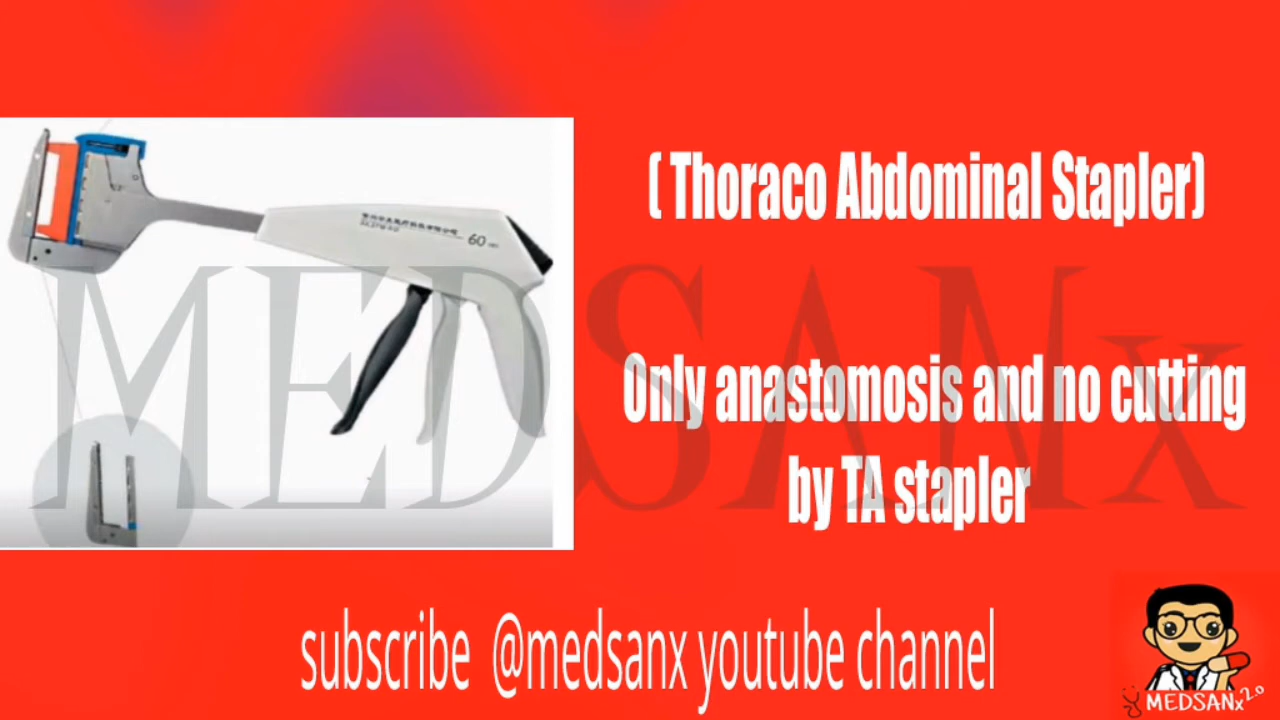 ( Thoraco Abdominal Stapler)
60
MEDSANx
Only anastomosis and no cutting
by TA stapler
subscribe @medsanx youtube channel
MEDSANx 2.0